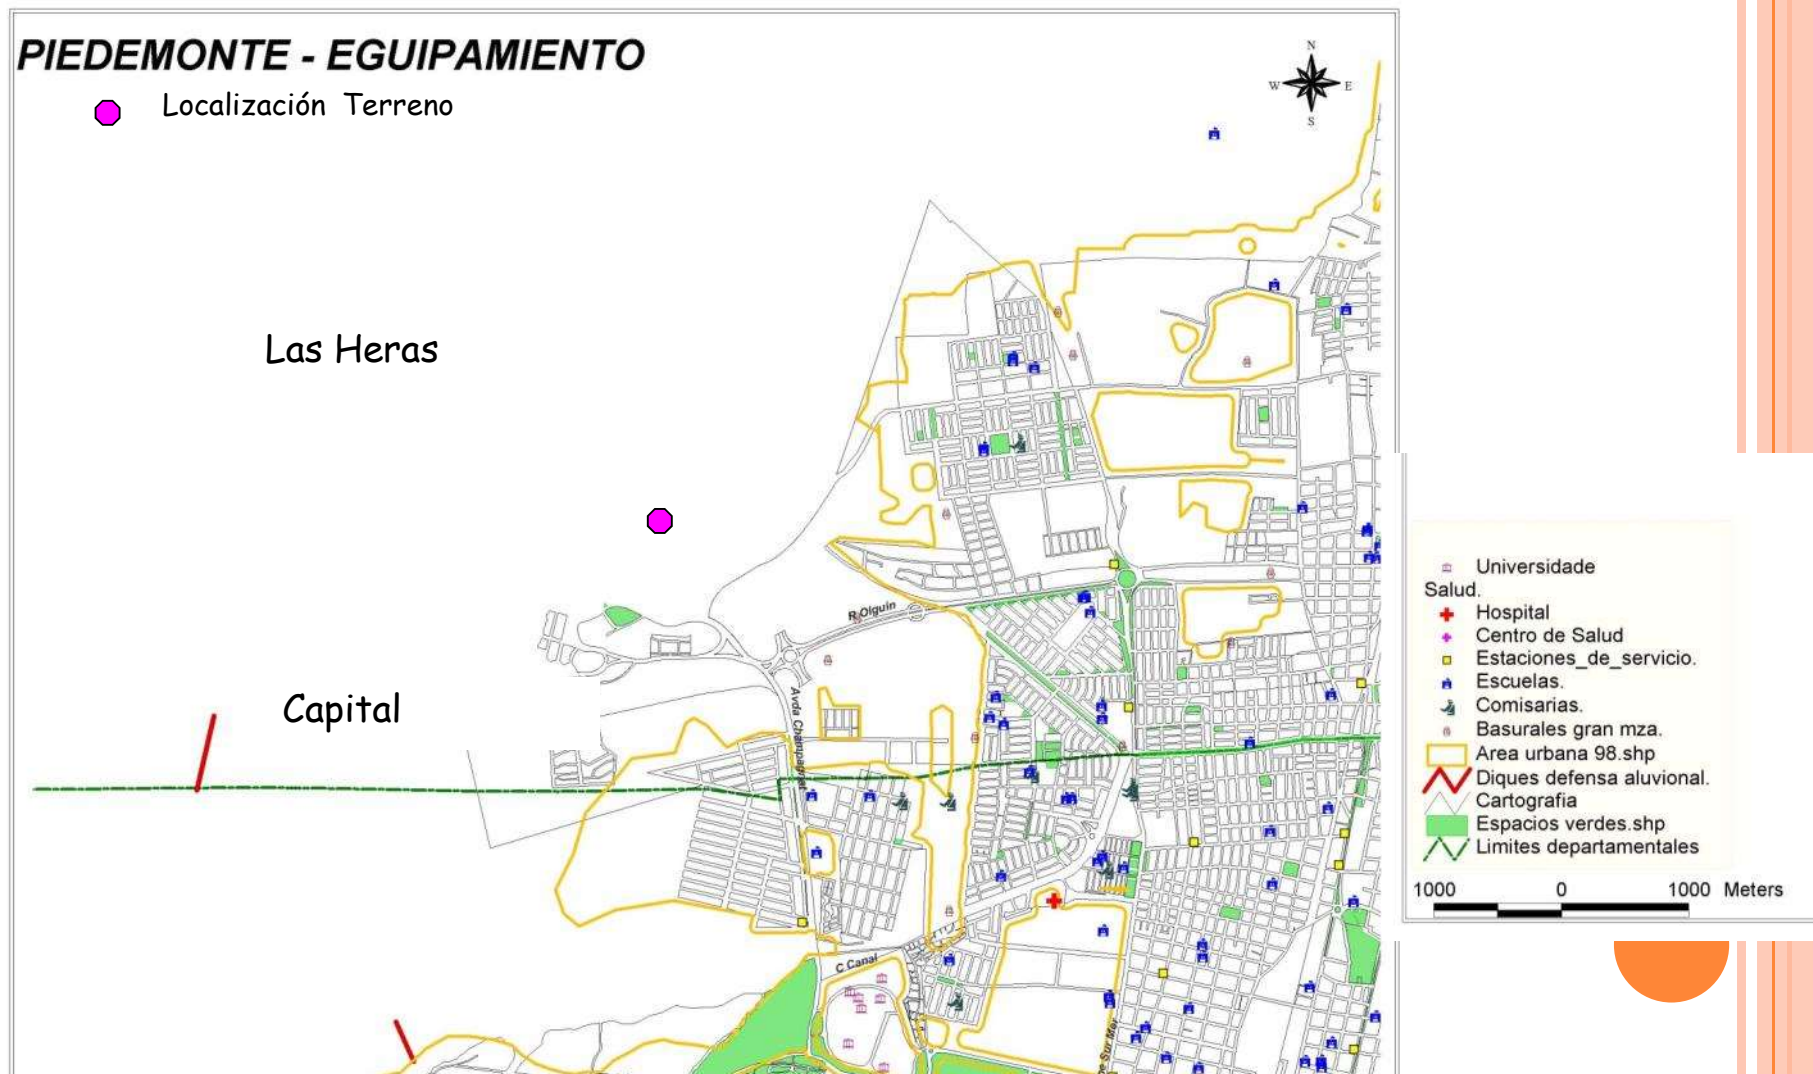 PIEDEMONTE - EGUIPAMIENTO
Localización Terreno
N
W E
S
Las Heras
R Olguin
Capital
Avda Champagnat
C Canal
Universidade
Salud.
Hospital
Centro de Salud
Estaciones_de_servicio.
Escuelas.
Comisarias.
Basurales gran mza.
Area urbana 98.shp
Diques defensa aluvional.
Cartografia
Espacios verdes.shp
Limites departamentales
1000 0 1000 Meters